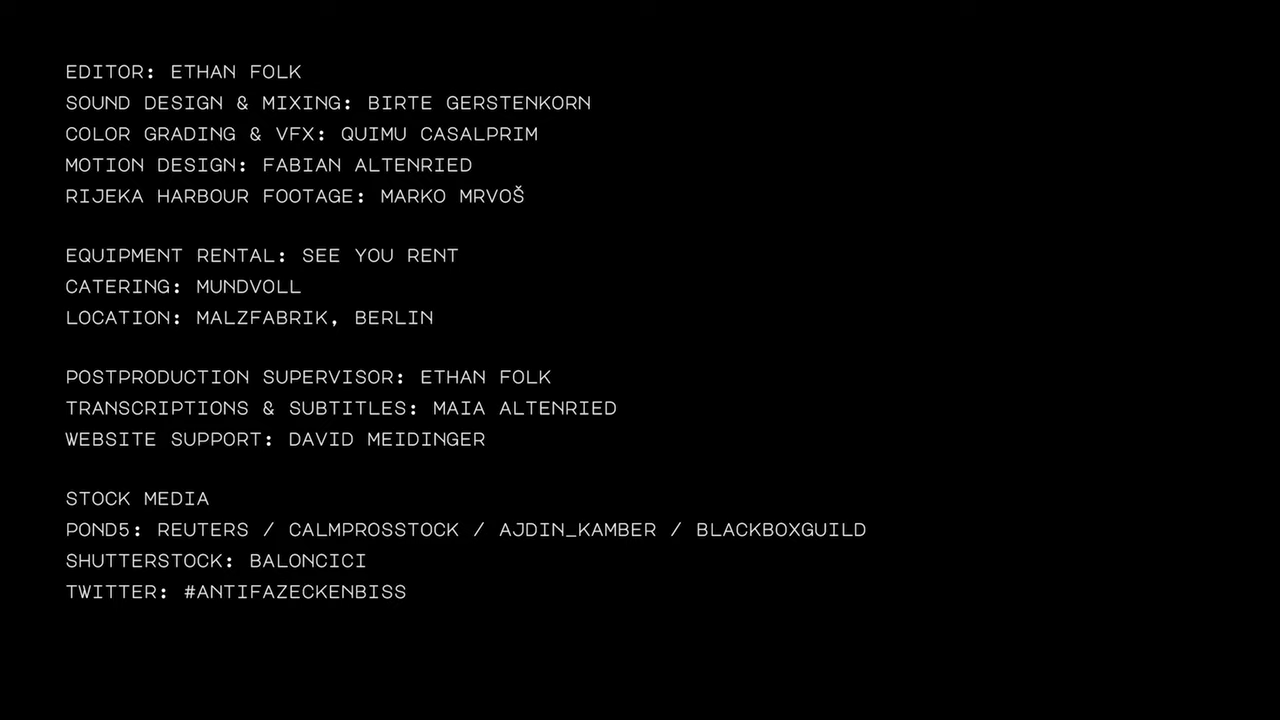 EDITOR: ETHAN FOLK
SOUND DESIGN & MIXING: BIRTE GERSTENKORN
COLOR GRADING & VFX: QUIMU CASALPRIM
MOTION DESIGN: FABIAN ALTENRIED
RIJEKA HARBOUR FOOTAGE: MARKO MRVOŠ
EQUIPMENT RENTAL: SEE YOU RENT
CATERING: MUNDVOLL
LOCATION: MALZFABRIK, BERLIN
POSTPRODUCTION SUPERVISOR: ETHAN FOLK
TRANSCRIPTIONS & SUBTITLES: MAIA ALTENRIED
WEBSITE SUPPORT: DAVID MEIDINGER
STOCK MEDIA
POND5: REUTERS / CALMPROSSTOCK / AJDIN_KAMBER / BLACKBOXGUILD
SHUTTERSTOCK: BALONCICI
TWITTER: #ANTIFAZECKENBISS